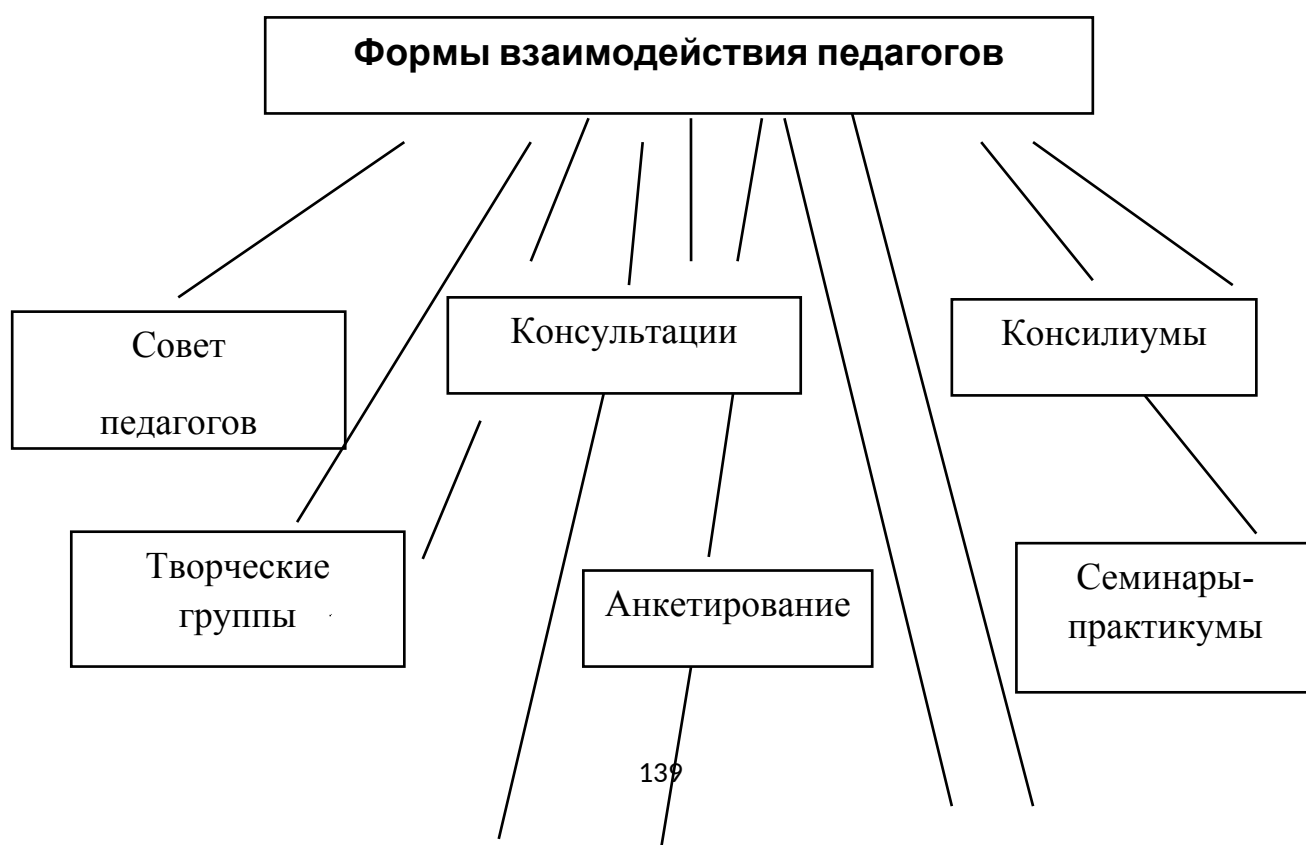 Формы взаимодействия педагогов
Совет
педагогов
Консультации
Консилиумы
Творческие
группы
Анкетирование
Семинары-
практикумы
139